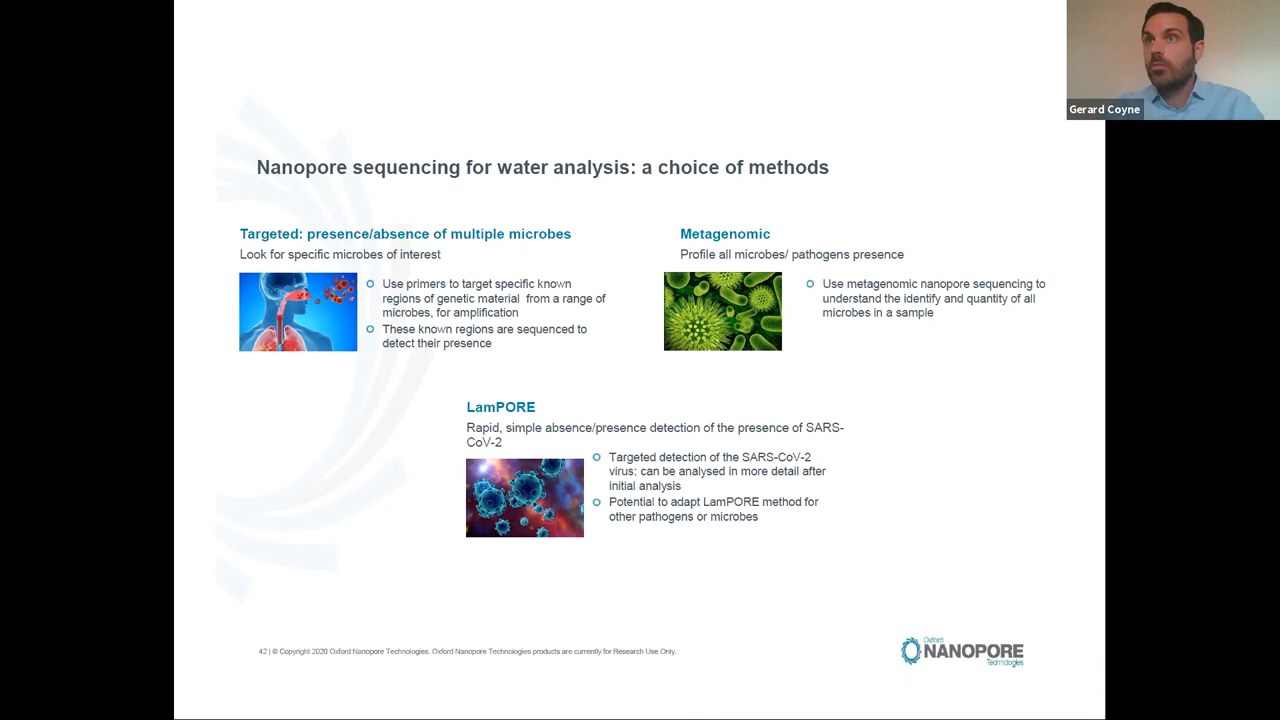 Gerard Coyne
Nanopore sequencing for water analysis: a choice of methods
Targeted: presence/absence of multiple microbes
Look for specific microbes of interest
Use primers to target specific known
regions of genetic material from a range of
microbes, for amplification
These known regions are sequenced to
detect their presence
Metagenomic
Profile all microbes/ pathogens presence
Use metagenomic nanopore sequencing to
understand the identify and quantity of all
microbes in a sample
LamPORE
Rapid, simple absence/presence detection of the presence of SARS-
CoV-2
Targeted detection of the SARS-CoV-2
virus; can be analysed in more detail after
initial analysis
Potential to adapt LamPORE method for
other pathogens or microbes
42 | © Copyright 2020 Oxford Nanopore Technologies. Oxford Nanopore Technologies products are currently for Research Use Only.
Oxford
NANOPORE
Technologies